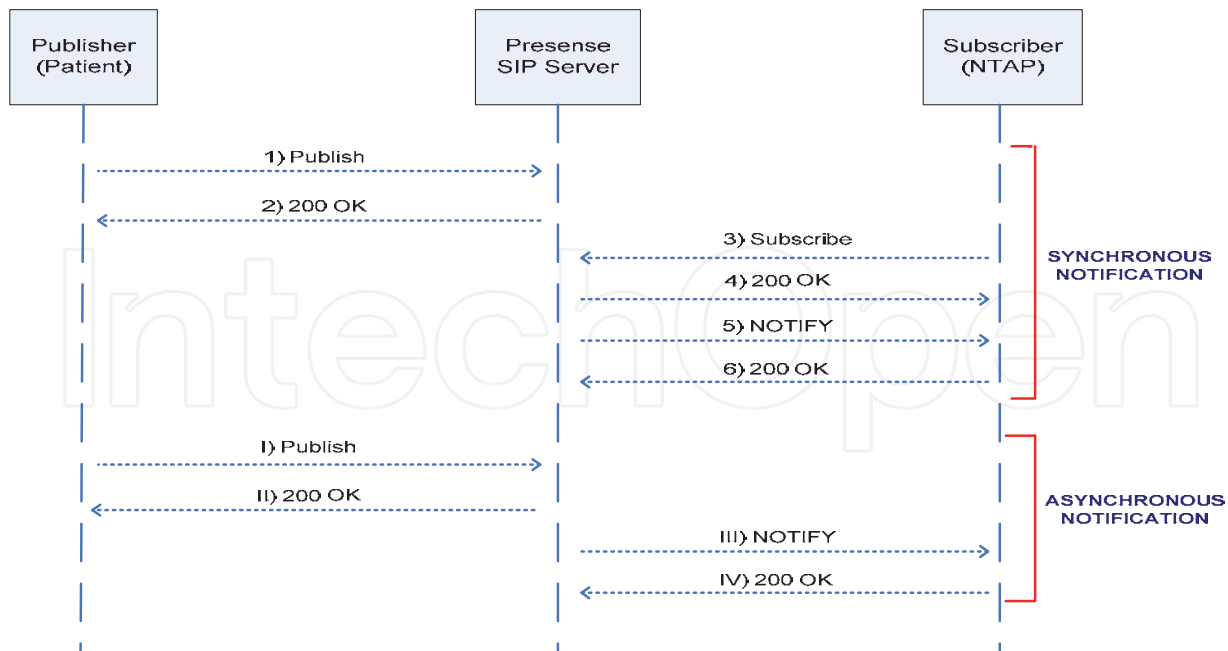 Publisher
(Patient)
Presense
SIP Server
Subscriber
(NTAP)
1) Publish
2) 200 OK
3) Subscribe
4) 200 OK
5) NOTIFY
6) 200 OK
SYNCHRONOUS
NOTIFICATION
IntechOpen
I) Publish
II) 200 OK
III) NOTIFY
IV) 200 OK
ASYNCHRONOUS
NOTIFICATION